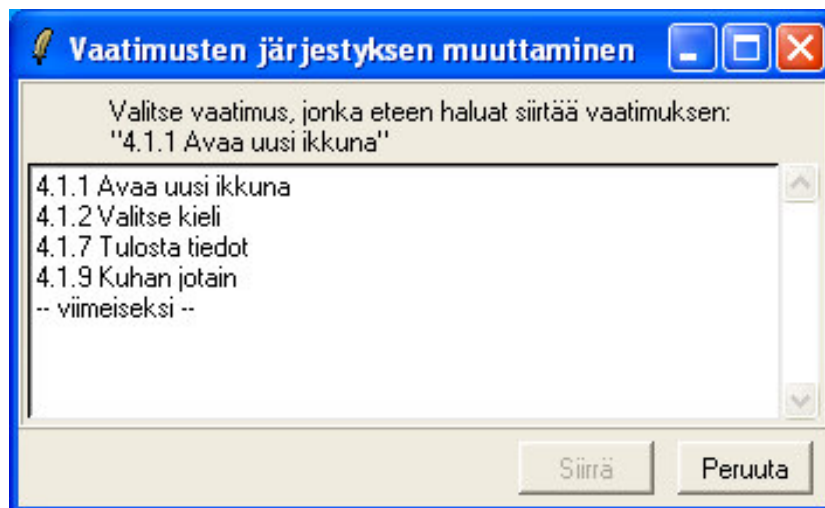 Vaatimusten järjestyksen muuttaminen
Valitse vaatimus, jonka eteen haluat siirtää vaatimuksen:
"4.1.1 Avaa uusi ikkuna"
4.1.1 Avaa uusi ikkuna
4.1.2 Valitse kieli
4.1.7 Tulosta tiedot
4.1.9 Kuhan jotain
-- viimeiseksi --
Siirrä Peruuta